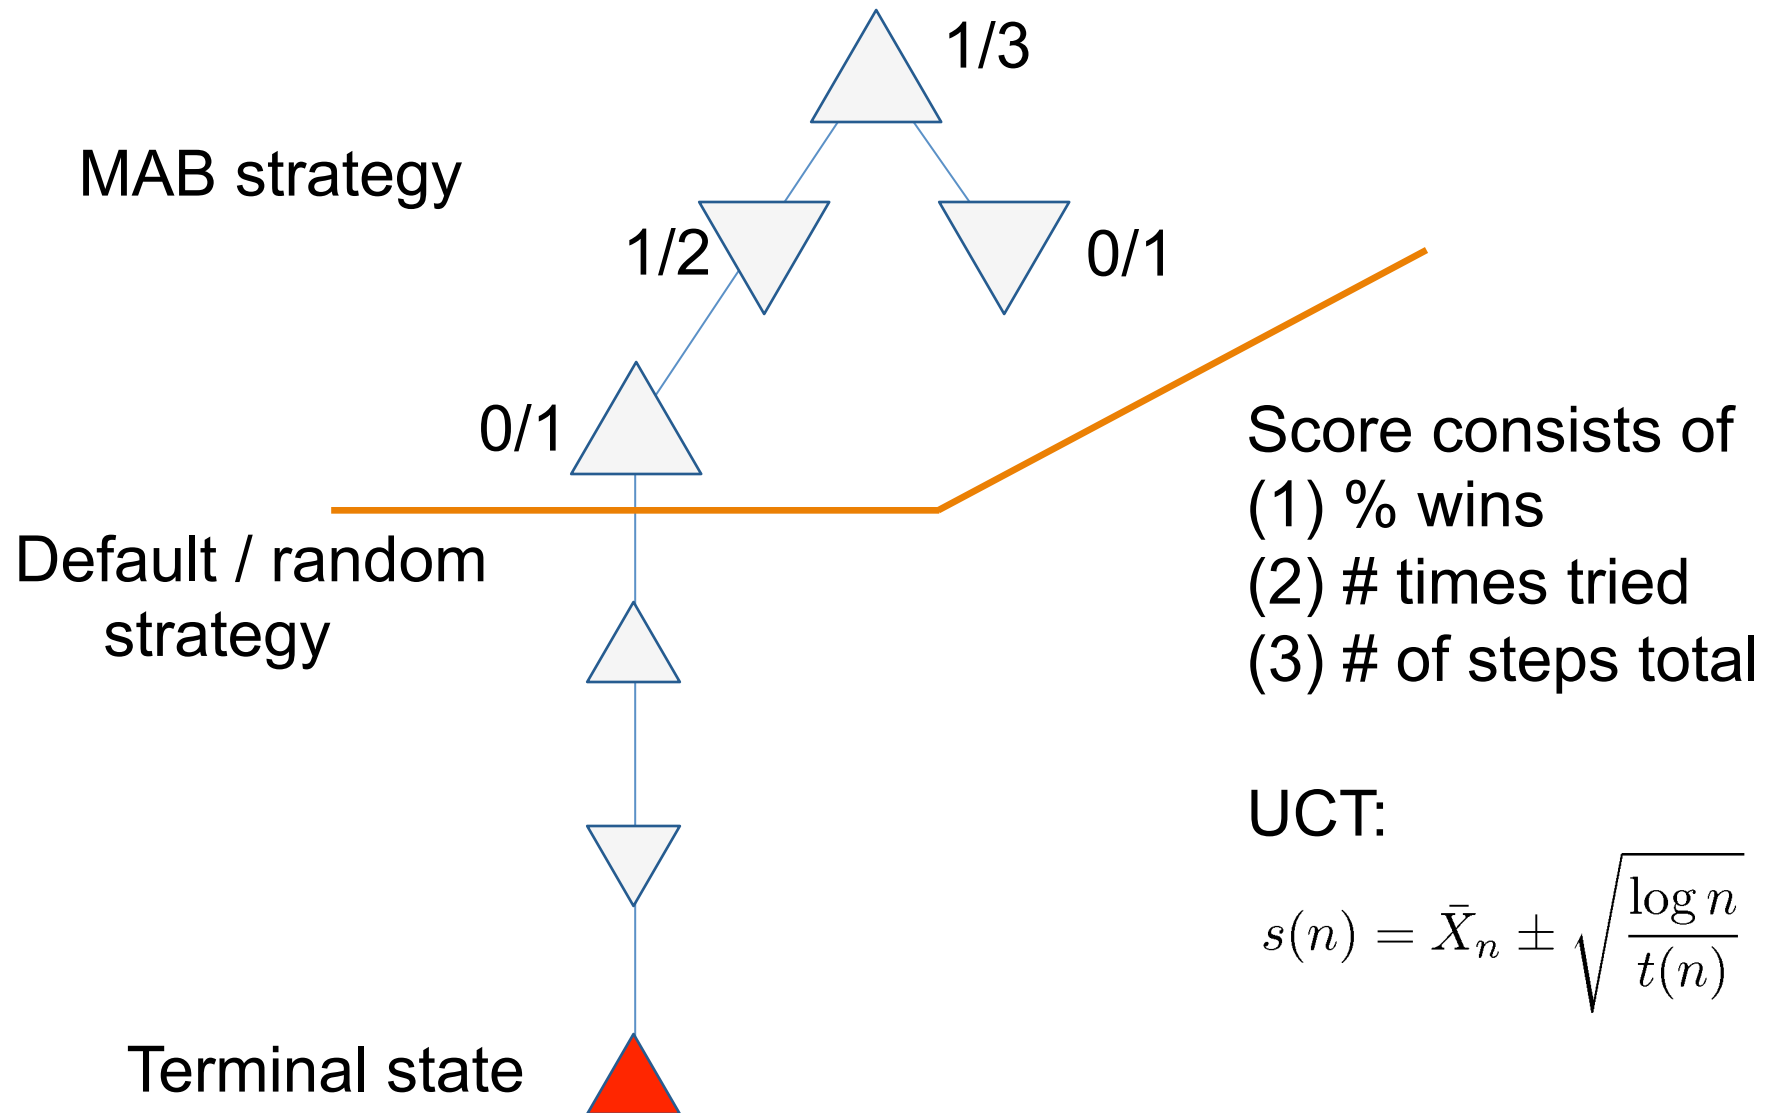 1/3
MAB strategy
1/2
0/1
0/1
Default / random
strategy
Terminal state
Score consists of
(1) % wins
(2) # times tried
(3) # of steps total
UCT:
s(n) = X̄ₙ ± √(log n / t(n))